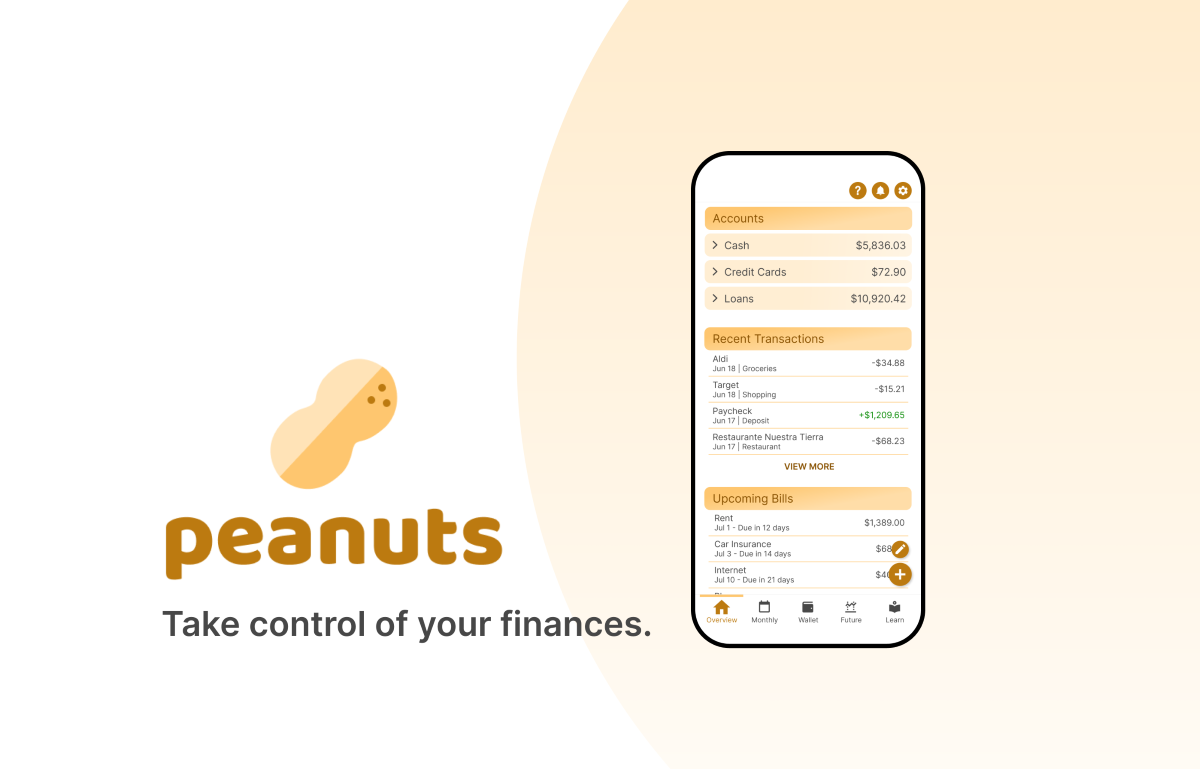 peanuts
Take control of your finances.
?
Accounts
Cash $5,836.03
Credit Cards $72.90
Loans $10,920.42
Recent Transactions
Aldi
Jun 18 | Groceries
-$34.88
Target
Jun 18 | Shopping
-$15.21
Paycheck
Jun 17 | Deposit
+$1,209.65
Restaurante Nuestra Tierra
Jun 17 | Restaurant
-$68.23
VIEW MORE
Upcoming Bills
Rent
Jul 1 - Due in 12 days
$1,389.00
Car Insurance
Jul 3 - Due in 14 days
Internet
Jul 10 - Due in 21 days
Overview Monthly Wallet Future Learn